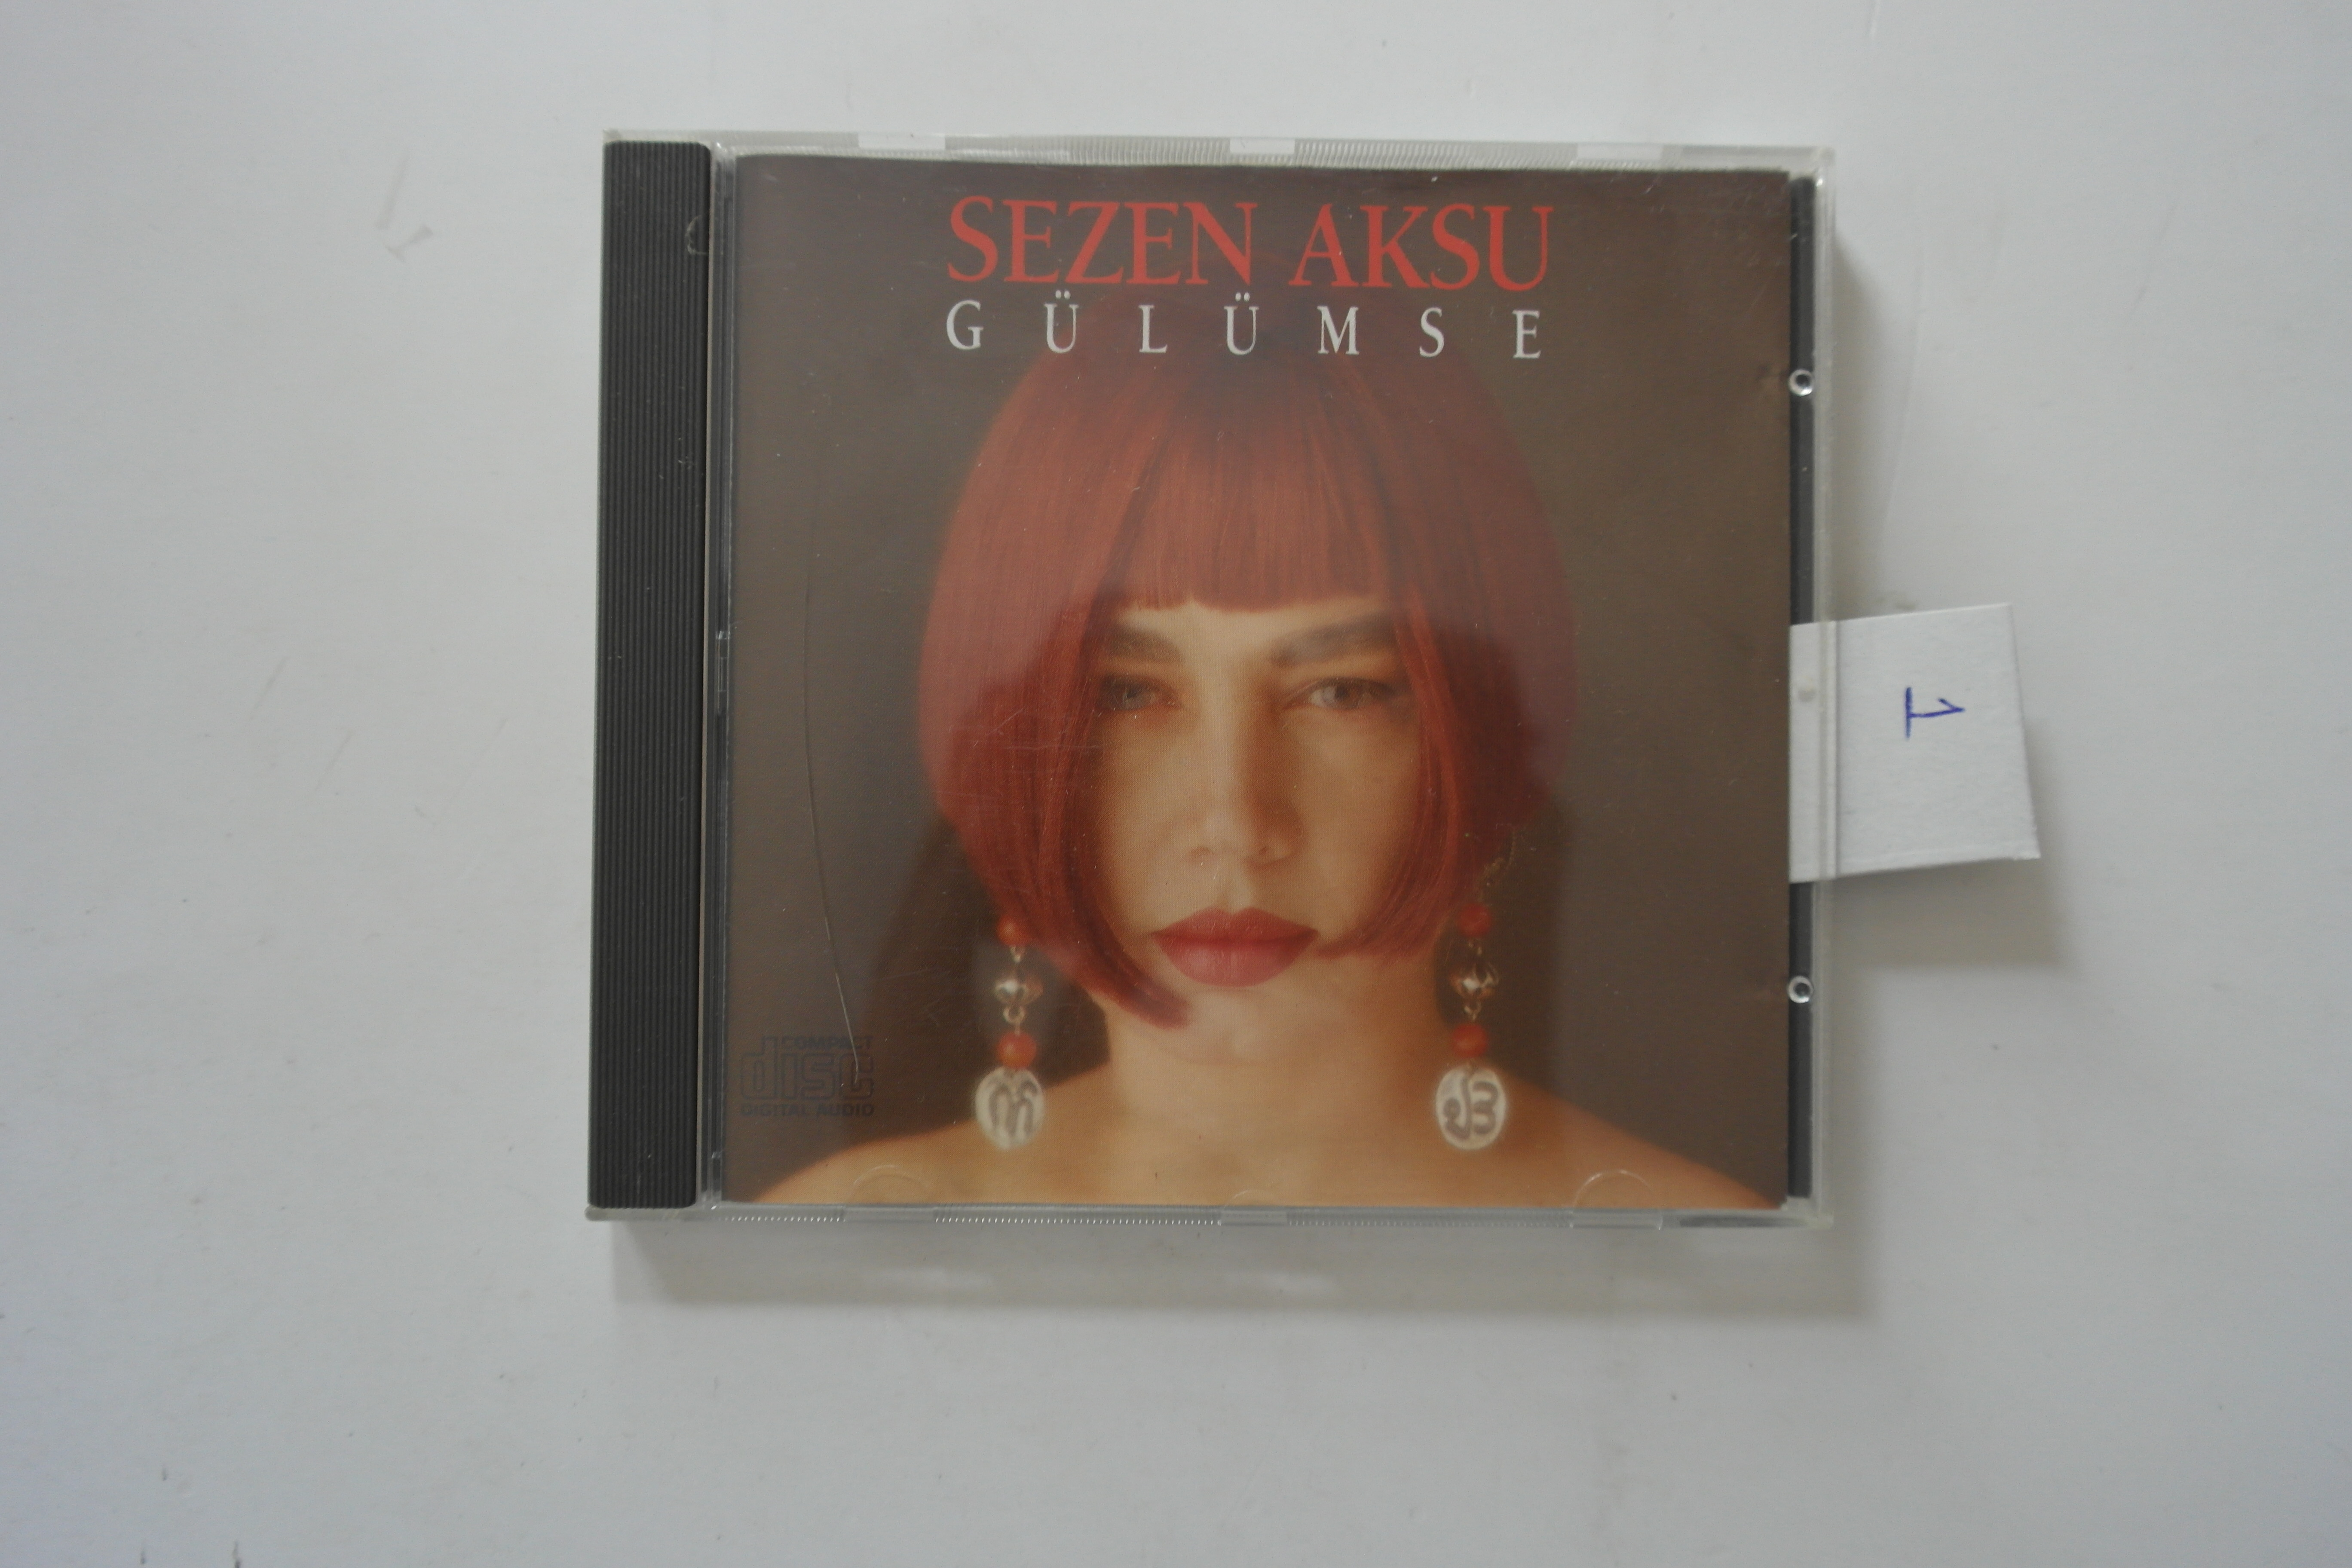 SEZEN AKSU
GÜLÜMSE
COMPACT
disc
DIGITAL AUDIO
1